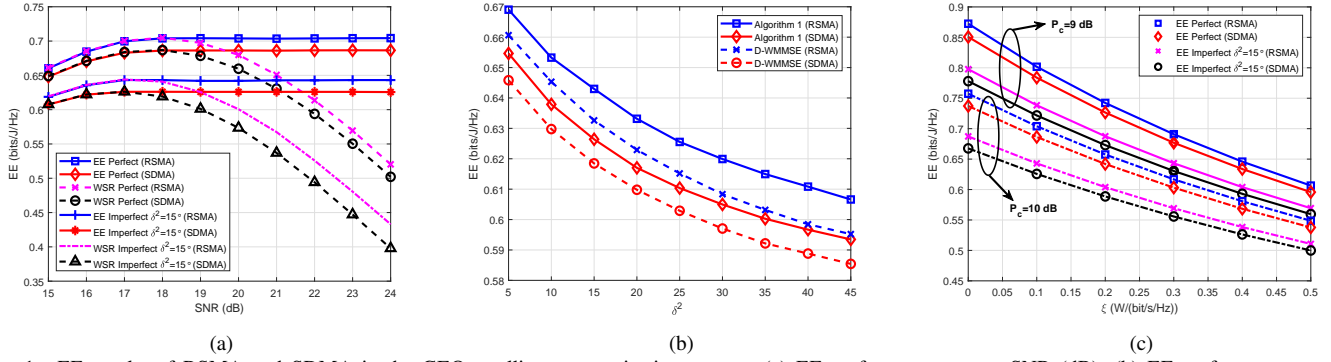 EE (bits/J/Hz)
0.75
0.7
0.65
0.6
0.55
0.5
0.45
0.4
0.35
EE Perfect (RSMA)
EE Perfect (SDMA)
WSR Perfect (RSMA)
WSR Perfect (SDMA)
EE Imperfect δ²=15° (RSMA)
EE Imperfect δ²=15° (SDMA)
WSR Imperfect δ²=15° (RSMA)
WSR Imperfect δ²=15° (SDMA)
15 16 17 18 19 20 21 22 23 24
SNR (dB)
(a)
EE (bits/J/Hz)
0.67
0.66
0.65
0.64
0.63
0.62
0.61
0.6
0.59
0.58
Algorithm 1 (RSMA)
Algorithm 1 (SDMA)
D-WMMSE (RSMA)
D-WMMSE (SDMA)
5 10 15 20 25 30 35 40 45
δ²
(b)
EE (bits/J/Hz)
0.9
0.85
0.8
0.75
0.7
0.65
0.6
0.55
0.5
0.45
P_c=9 dB
P_c=10 dB
EE Perfect (RSMA)
EE Perfect (SDMA)
EE Imperfect δ²=15° (RSMA)
EE Imperfect δ²=15° (SDMA)
0 0.05 0.1 0.15 0.2 0.25 0.3 0.35 0.4 0.45 0.5
ξ (W/(bit/s/Hz))
(c)